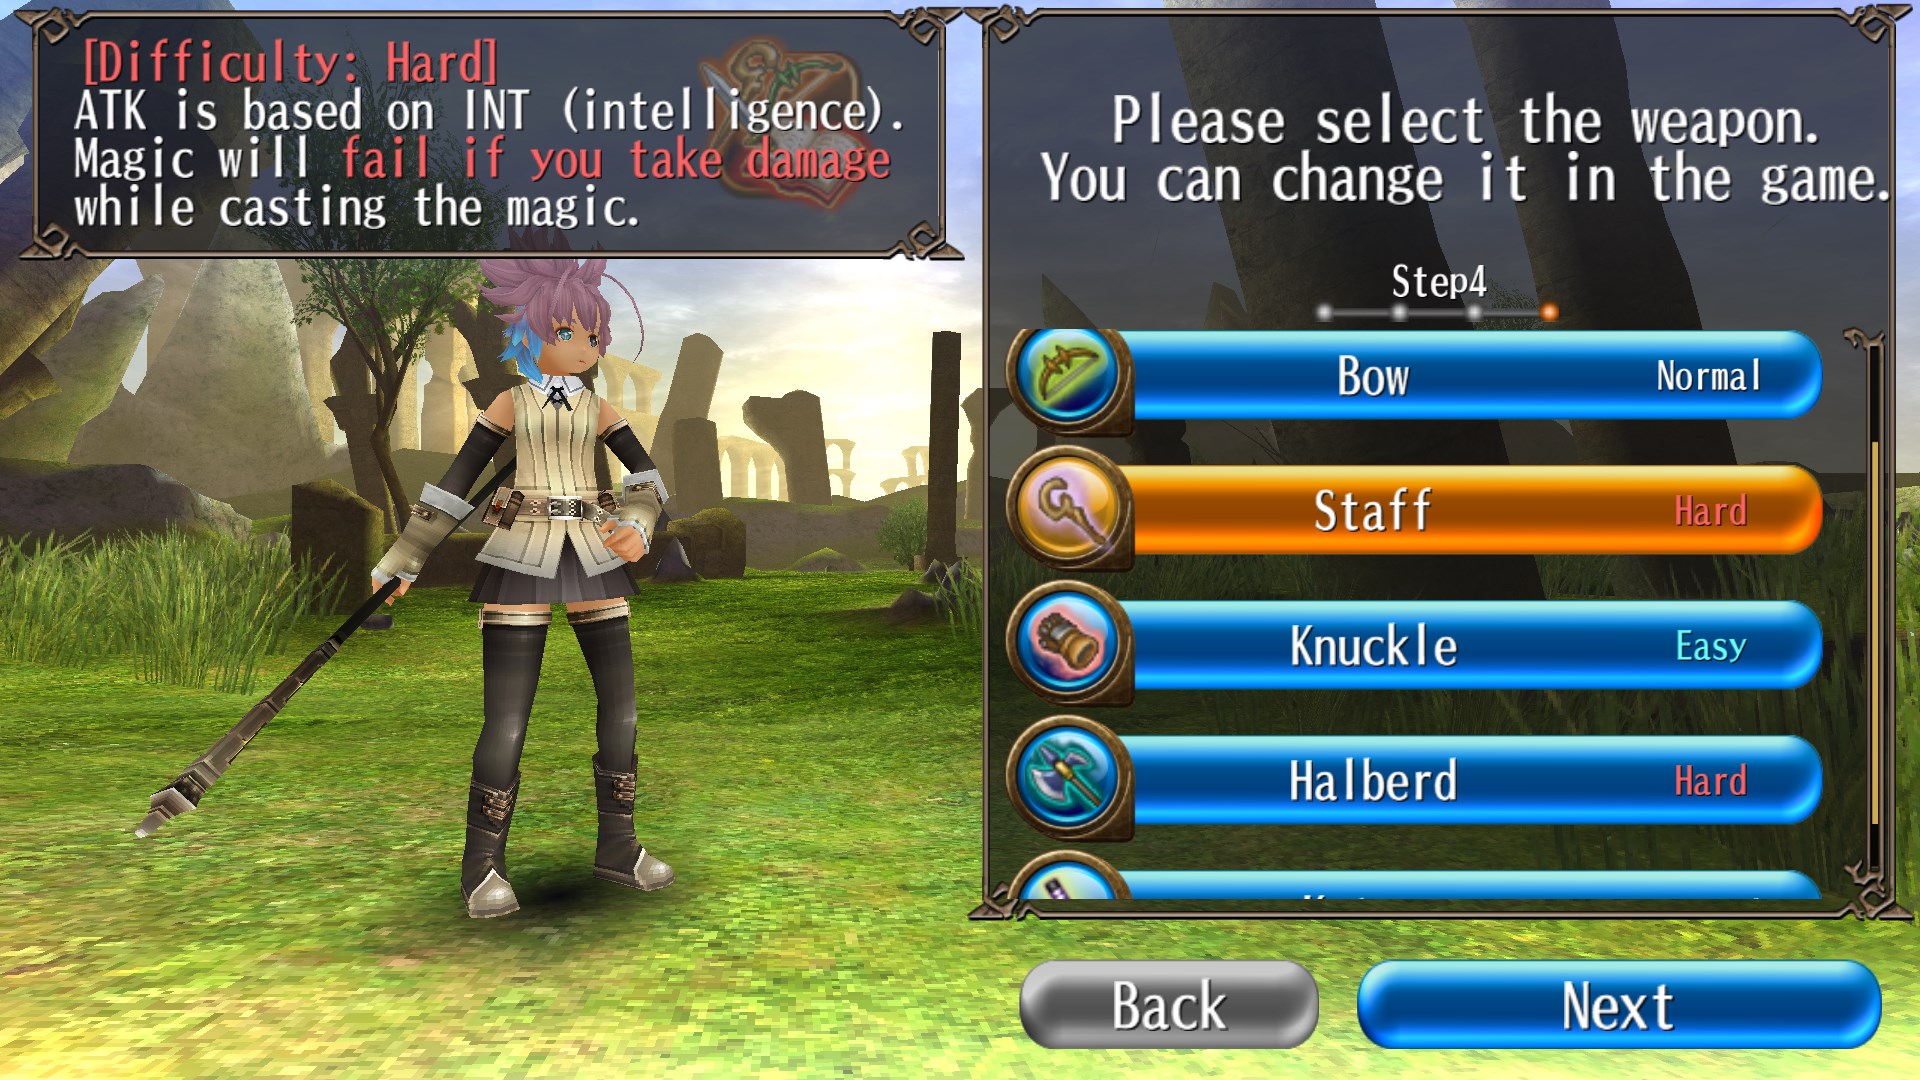 [Difficulty: Hard]
ATK is based on INT (intelligence).
Magic will fail if you take damage
while casting the magic.
Please select the weapon.
You can change it in the game.
Step4
Bow Normal
Staff Hard
Knuckle Easy
Halberd Hard
Back Next